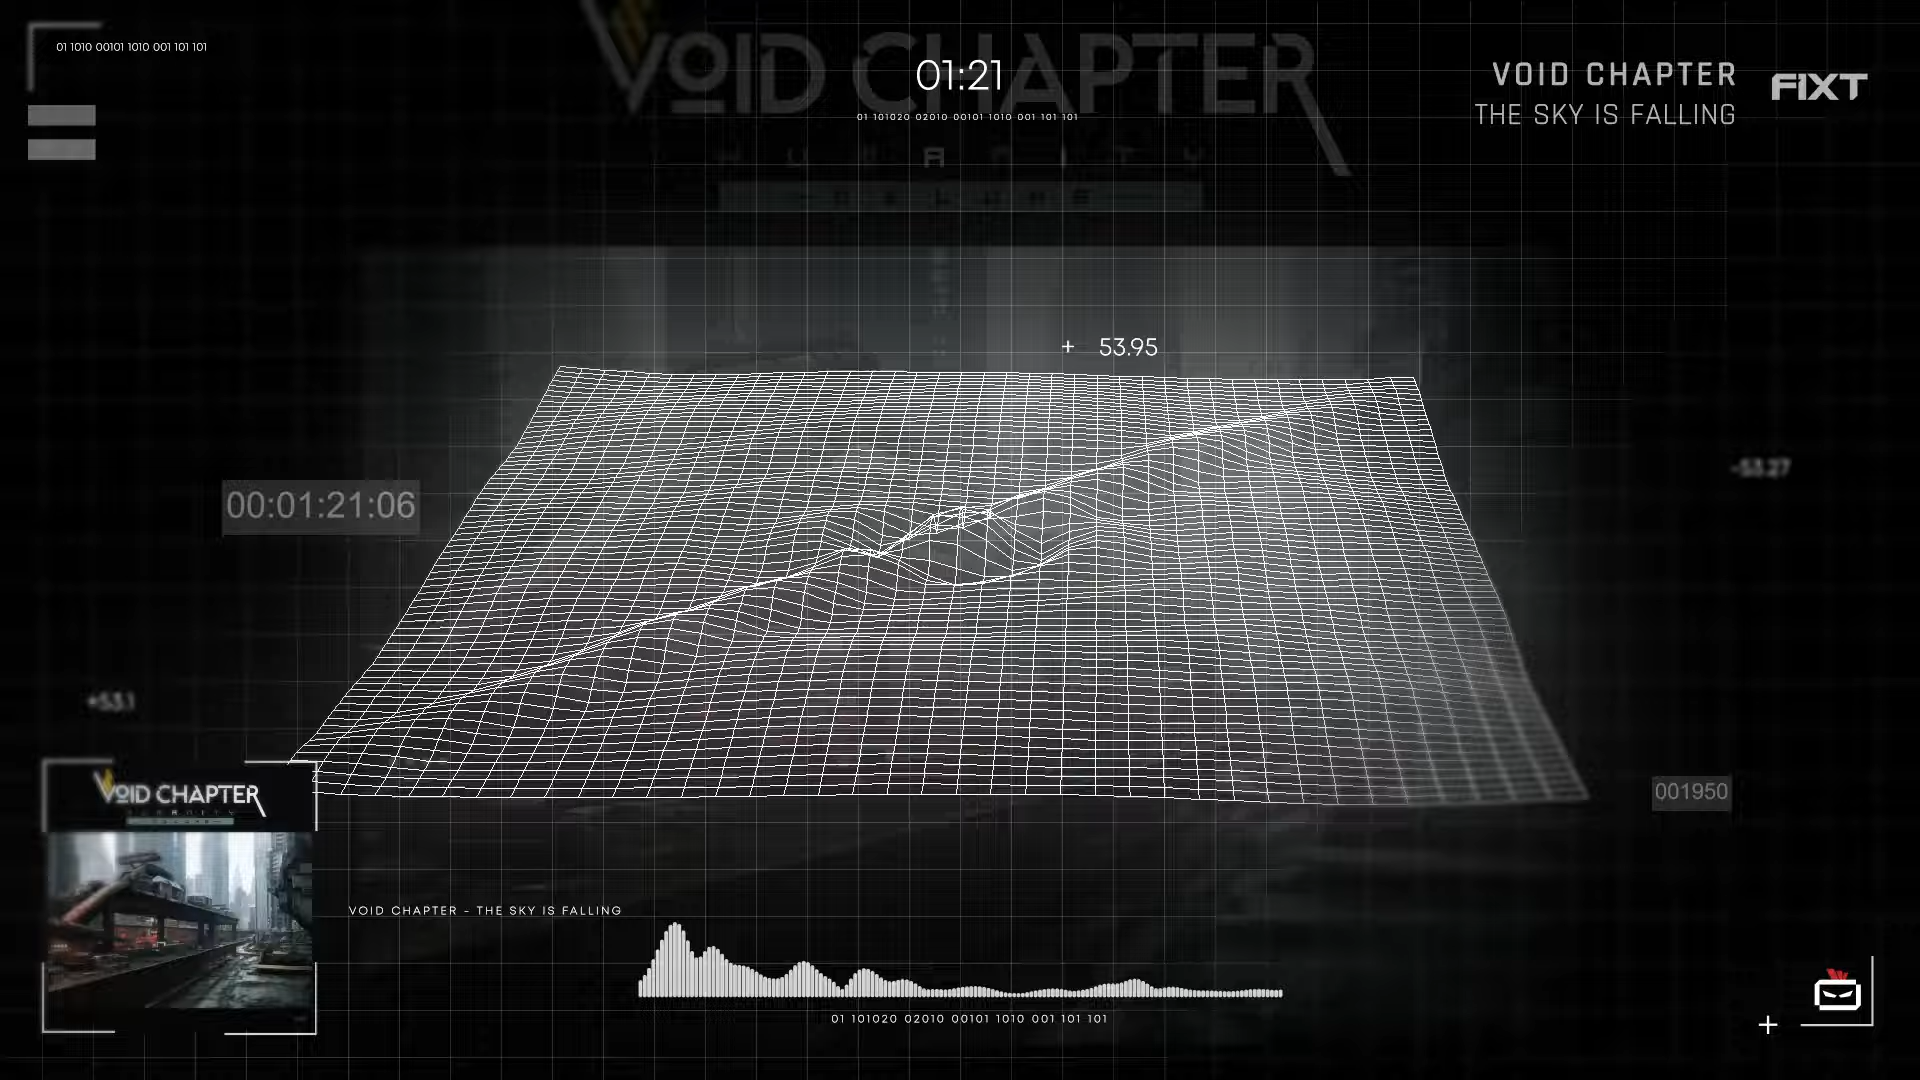 01 1010 00101 1010 001 101 101
VOID CHAPTER
01:21
01 101020 02010 00101 1010 001 101 101
VOID CHAPTER
THE SKY IS FALLING
FIXT
+ 53.95
-53.27
00:01:21:06
+53.1
001950
VOID CHAPTER
VOID CHAPTER - THE SKY IS FALLING
01 101020 02010 00101 1010 001 101 101
+